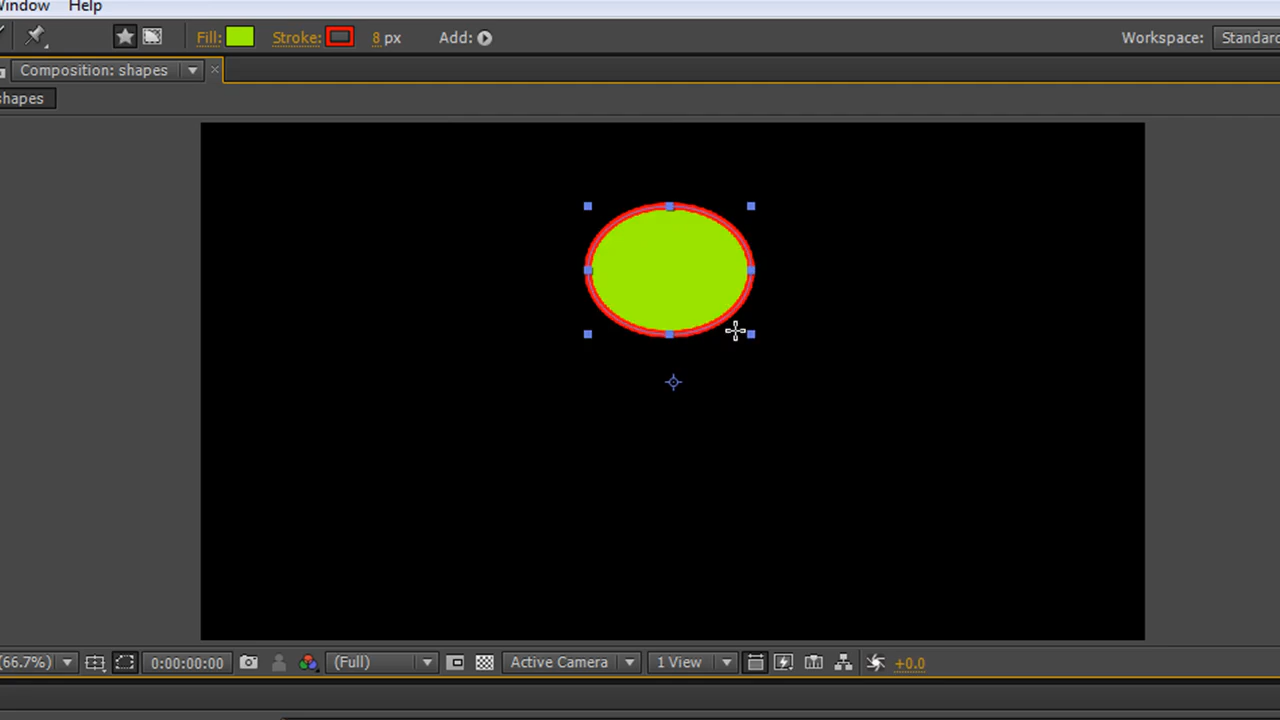 Window Help
Fill: Stroke: 8 px Add: Workspace: Standard
Composition: shapes
shapes
(66.7%) 0:00:00:00 (Full) Active Camera 1 View +0.0